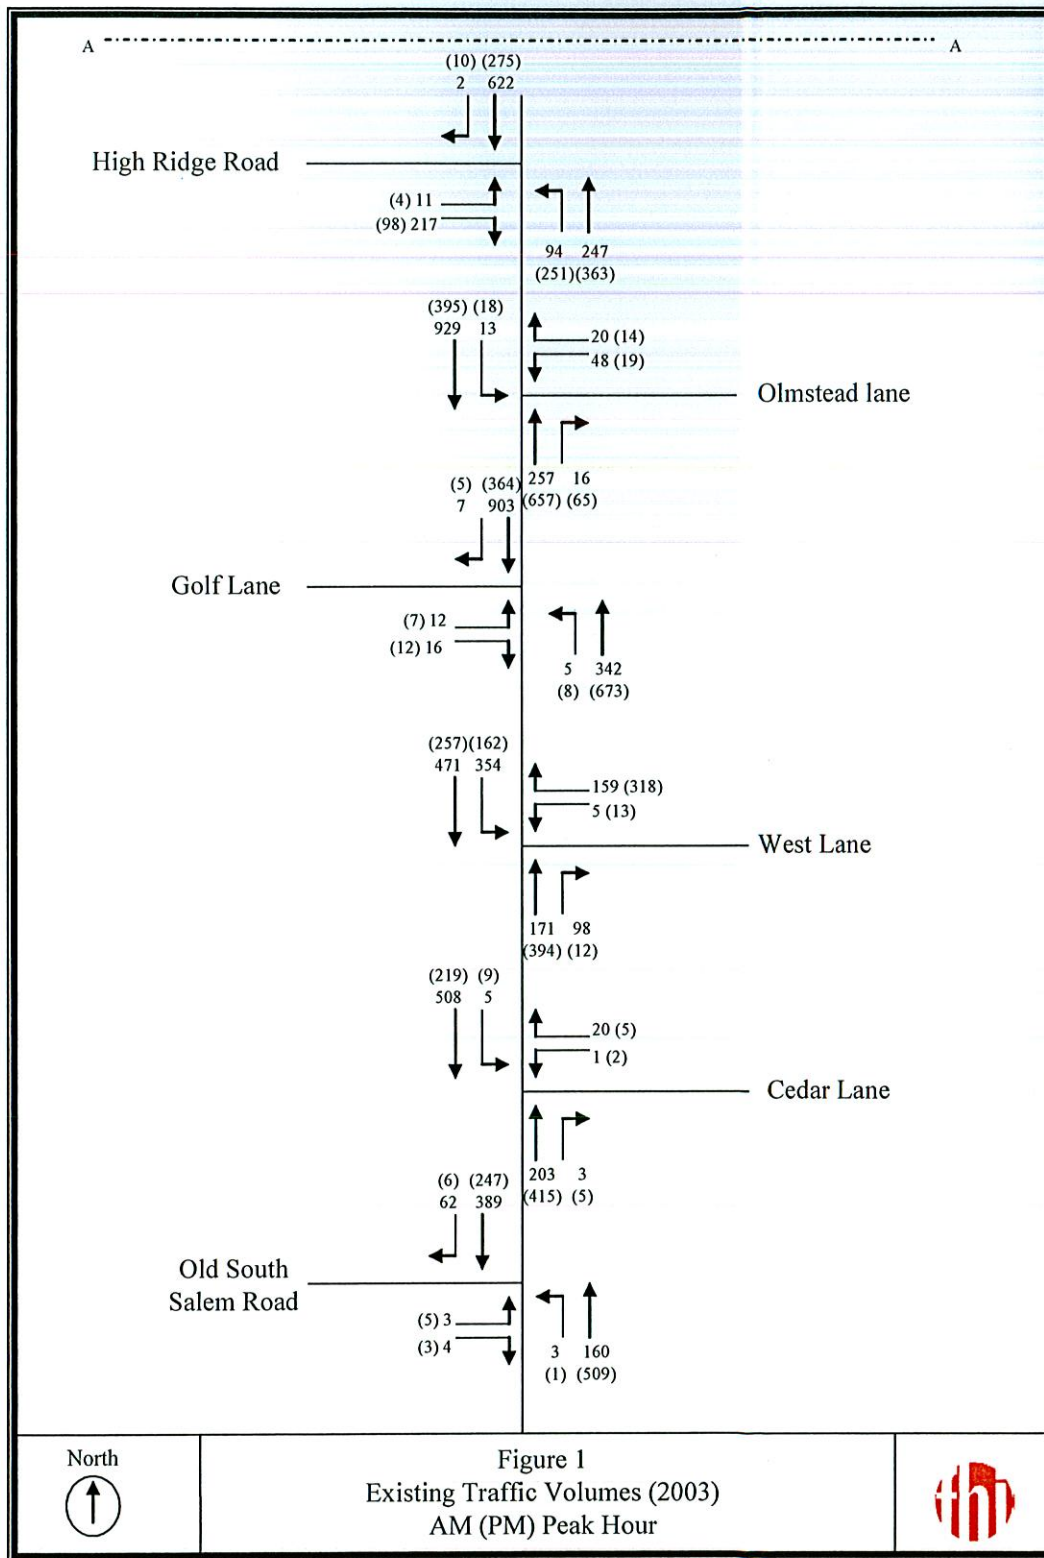 A A
(10) (275)
2 622
High Ridge Road
(4) 11
(98) 217
94 247
(251)(363)
(395) (18)
929 13
20 (14)
48 (19)
Olmstead lane
257 16
(657) (65)
(5) (364)
7 903
Golf Lane
(7) 12
(12) 16
5 342
(8) (673)
(257)(162)
471 354
159 (318)
5 (13)
West Lane
171 98
(394) (12)
(219) (9)
508 5
20 (5)
1 (2)
Cedar Lane
203 3
(415) (5)
(6) (247)
62 389
Old South
Salem Road
(5) 3
(3) 4
3 160
(1) (509)
North
Figure 1
Existing Traffic Volumes (2003)
AM (PM) Peak Hour
fhi